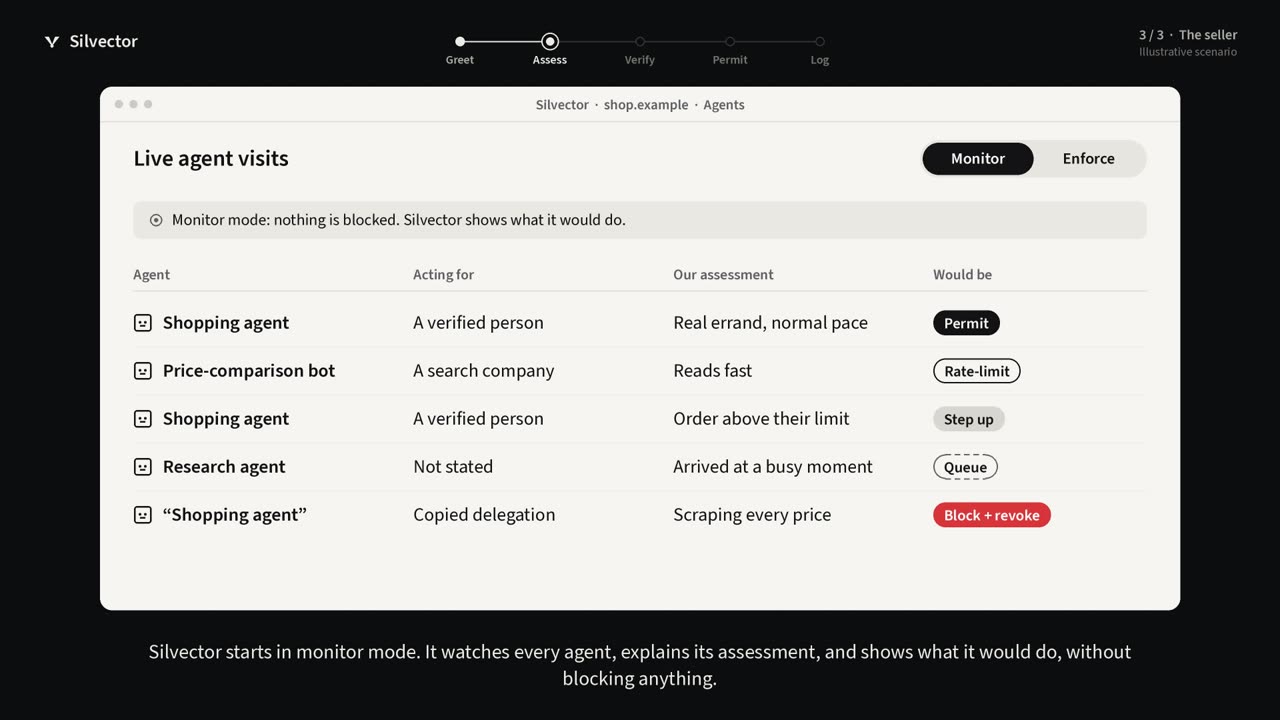 Silvector
Greet
Assess
Verify
Permit
Log
3 / 3 · The seller
Illustrative scenario
Silvector · shop.example · Agents
Live agent visits
Monitor
Enforce
Monitor mode: nothing is blocked. Silvector shows what it would do.
Agent Acting for Our assessment Would be
Shopping agent A verified person Real errand, normal pace Permit
Price-comparison bot A search company Reads fast Rate-limit
Shopping agent A verified person Order above their limit Step up
Research agent Not stated Arrived at a busy moment Queue
“Shopping agent” Copied delegation Scraping every price Block + revoke
Silvector starts in monitor mode. It watches every agent, explains its assessment, and shows what it would do, without
blocking anything.